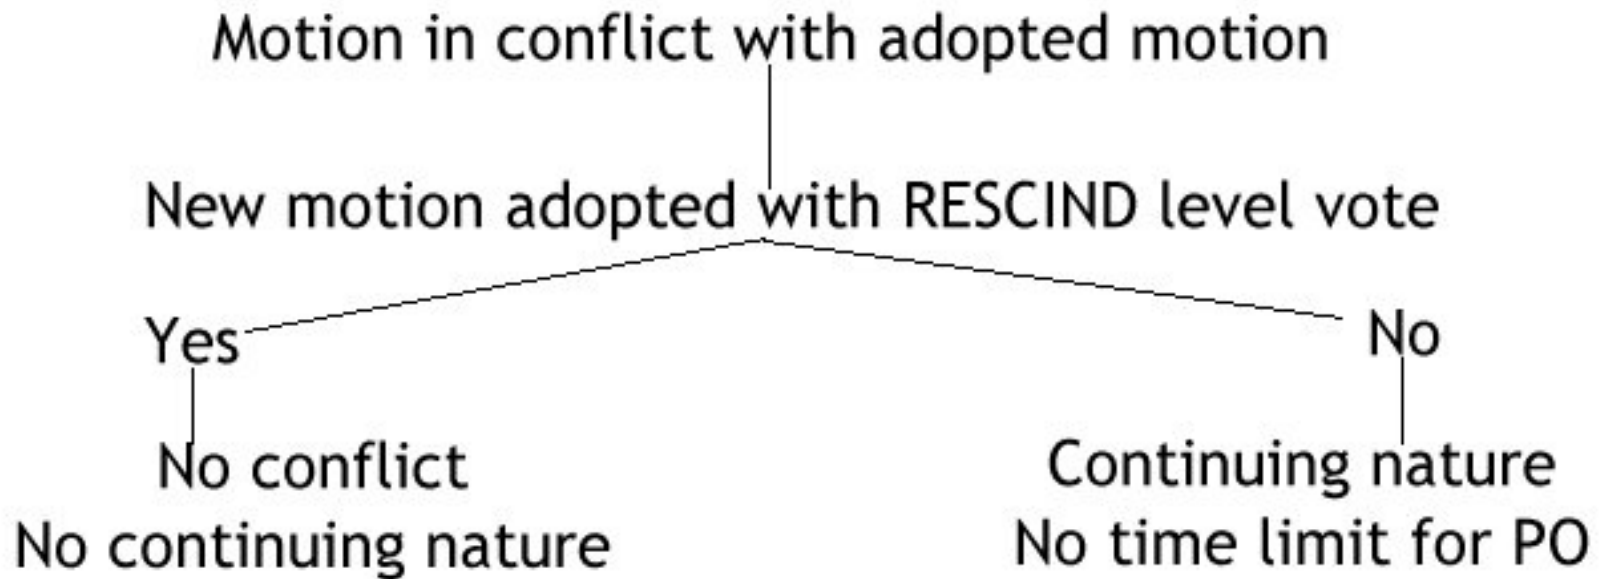 Motion in conflict with adopted motion
New motion adopted with RESCIND level vote
Yes
No
No conflict
No continuing nature
Continuing nature
No time limit for PO